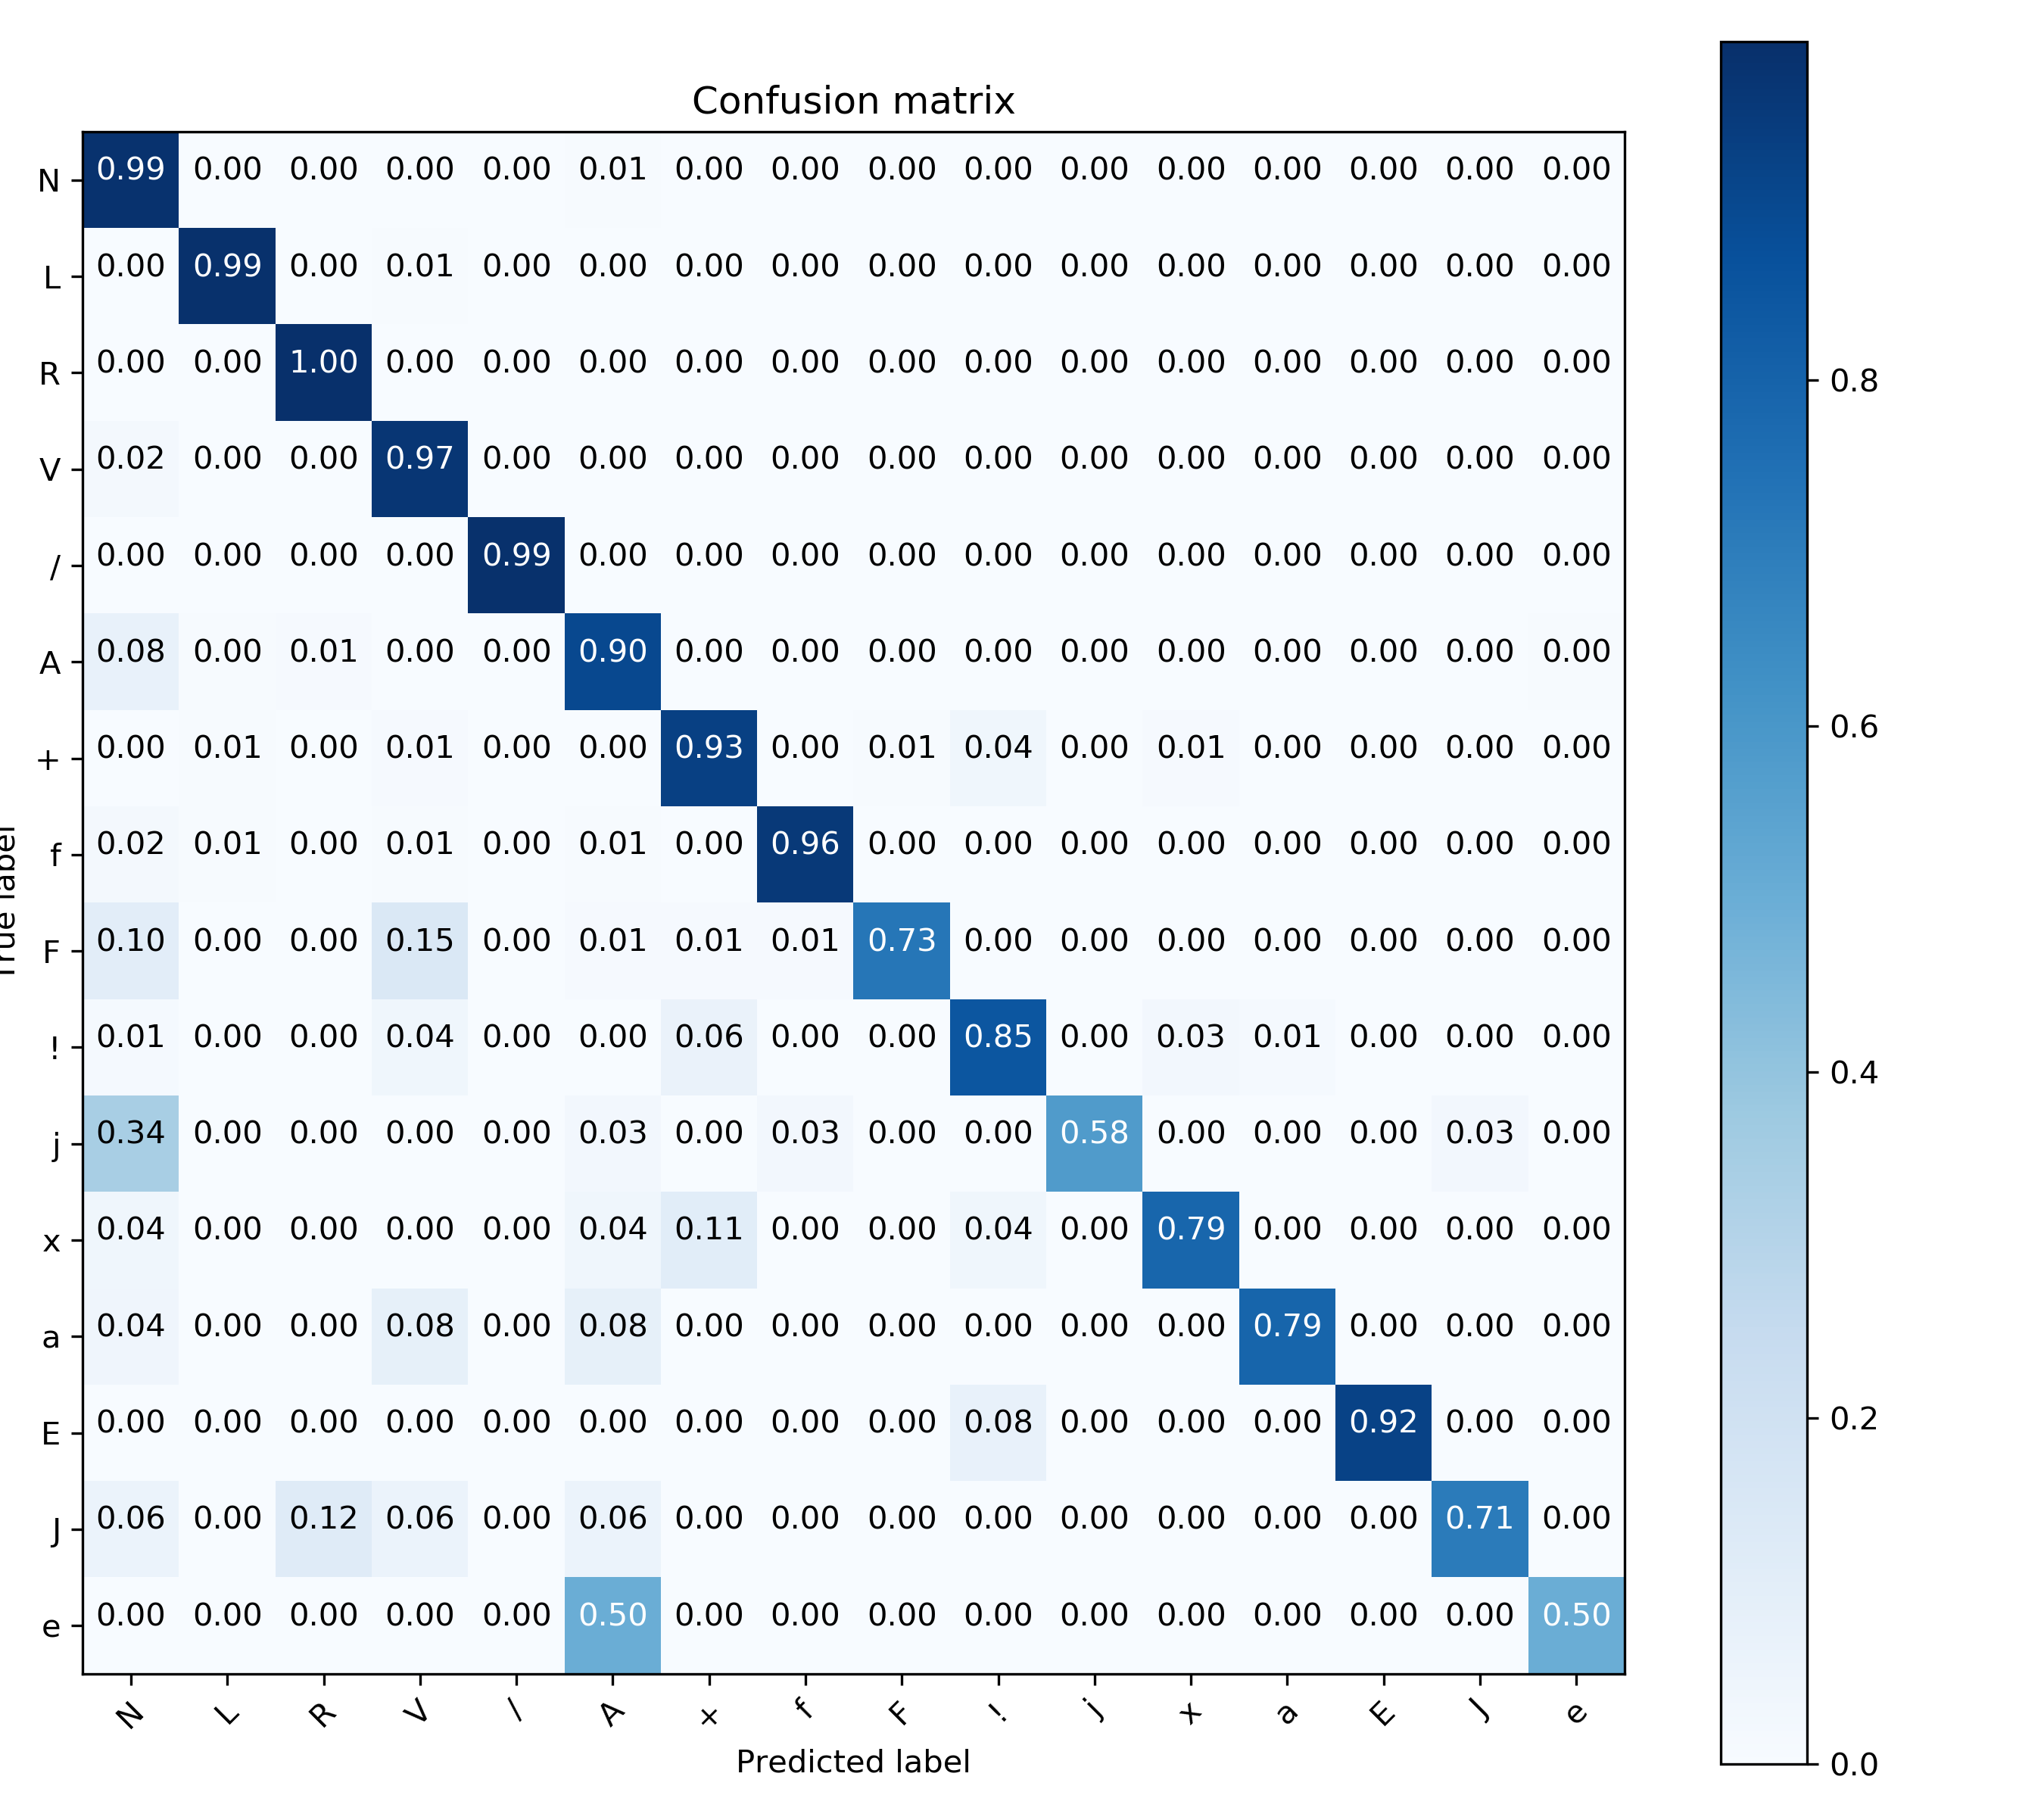 Confusion matrix
N 0.99 0.00 0.00 0.00 0.00 0.01 0.00 0.00 0.00 0.00 0.00 0.00 0.00 0.00 0.00 0.00
L 0.00 0.99 0.00 0.01 0.00 0.00 0.00 0.00 0.00 0.00 0.00 0.00 0.00 0.00 0.00 0.00
R 0.00 0.00 1.00 0.00 0.00 0.00 0.00 0.00 0.00 0.00 0.00 0.00 0.00 0.00 0.00 0.00
V 0.02 0.00 0.00 0.97 0.00 0.00 0.00 0.00 0.00 0.00 0.00 0.00 0.00 0.00 0.00 0.00
/ 0.00 0.00 0.00 0.00 0.99 0.00 0.00 0.00 0.00 0.00 0.00 0.00 0.00 0.00 0.00 0.00
A 0.08 0.00 0.01 0.00 0.00 0.90 0.00 0.00 0.00 0.00 0.00 0.00 0.00 0.00 0.00 0.00
+ 0.00 0.01 0.00 0.01 0.00 0.00 0.93 0.00 0.01 0.04 0.00 0.01 0.00 0.00 0.00 0.00
f 0.02 0.01 0.00 0.01 0.00 0.01 0.00 0.96 0.00 0.00 0.00 0.00 0.00 0.00 0.00 0.00
F 0.10 0.00 0.00 0.15 0.00 0.01 0.01 0.01 0.73 0.00 0.00 0.00 0.00 0.00 0.00 0.00
! 0.01 0.00 0.00 0.04 0.00 0.00 0.06 0.00 0.00 0.85 0.00 0.03 0.01 0.00 0.00 0.00
j 0.34 0.00 0.00 0.00 0.00 0.03 0.00 0.03 0.00 0.00 0.58 0.00 0.00 0.00 0.03 0.00
x 0.04 0.00 0.00 0.00 0.00 0.04 0.11 0.00 0.00 0.04 0.00 0.79 0.00 0.00 0.00 0.00
a 0.04 0.00 0.00 0.08 0.00 0.08 0.00 0.00 0.00 0.00 0.00 0.00 0.79 0.00 0.00 0.00
E 0.00 0.00 0.00 0.00 0.00 0.00 0.00 0.00 0.00 0.08 0.00 0.00 0.00 0.92 0.00 0.00
J 0.06 0.00 0.12 0.06 0.00 0.06 0.00 0.00 0.00 0.00 0.00 0.00 0.00 0.00 0.71 0.00
e 0.00 0.00 0.00 0.00 0.00 0.50 0.00 0.00 0.00 0.00 0.00 0.00 0.00 0.00 0.00 0.50
N L R V / A + f F ! j x a E J e
Predicted label
True label
0.8
0.6
0.4
0.2
0.0